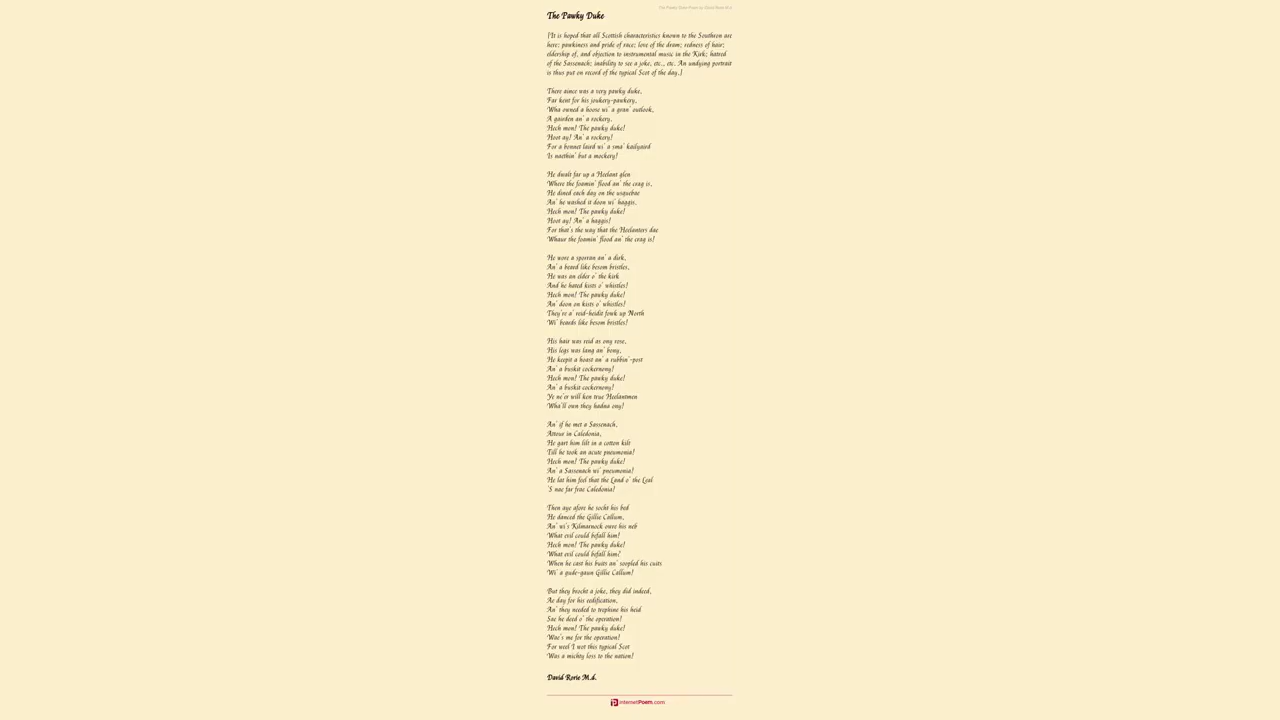 The Pawky Duke Poem by David Rorie M.d.
The Pawky Duke
[It is hoped that all Scottish characteristics known to the Southron are
here: pawkiness and pride of race; love of the dram; redness of hair;
eldership of, and objection to instrumental music in the Kirk; hatred
of the Sassenach; inability to see a joke, etc., etc. An undying portrait
is thus put on record of the typical Scot of the day.]
There aince was a very pawky duke,
Far kent for his joukery-pawkery,
Wha owned a hoose wi' a gran' outlook,
A gairden an' a rockery.
Hech mon! The pawky duke!
Hoot ay! An' a rockery!
For a bonnet laird wi' a sma' kailyaird
Is naethin' but a mockery!
He dwalt far up a Heelant glen
Where the foamin' flood an' the crag is,
He dined each day on the usquebae
An' he washed it doon wi' haggis.
Hech mon! The pawky duke!
Hoot ay! An' a haggis!
For that's the way that the Heelanters dae
Whaur the foamin' flood an' the crag is!
He wore a sporran an' a dirk,
An' a beard like besom bristles,
He was an elder o' the kirk
And he hated kists o' whistles!
Hech mon! The pawky duke!
An' doon on kists o' whistles!
They're a' reid-heidit fowk up North
Wi' beards like besom bristles!
His hair was reid as ony rose,
His legs was lang an' bony,
He keepit a hoast an' a rubbin'-post
An' a buskit cockernony!
Hech mon! The pawky duke!
An' a buskit cockernony!
Ye ne'er will ken true Heelantmen
Wha'll own they hadna ony!
An' if he met a Sassenach,
Attour in Caledonia,
He gart him lilt in a cotton kilt
Till he took an acute pneumonia!
Hech mon! The pawky duke!
An' a Sassenach wi' pneumonia!
He lat him feel that the Land o' the Leal
'S nae far frae Caledonia!
Then aye afore he socht his bed
He danced the Gillie Callum,
An' wi's Kilmarnock owre his neb
What evil could befall him!
Hech mon! The pawky duke!
What evil could befall him?
When he cast his buits an' soopled his cuits
Wi' a gude-gaun Gillie Callum!
But they brocht a joke, they did indeed,
Ae day for his eedification,
An' they needed to trephine his heid
Sae he deed o' the operation!
Hech mon! The pawky duke!
Wae's me for the operation!
For weel I wot this typical Scot
Was a michty loss to the nation!
David Rorie M.d.
InternetPoem.com